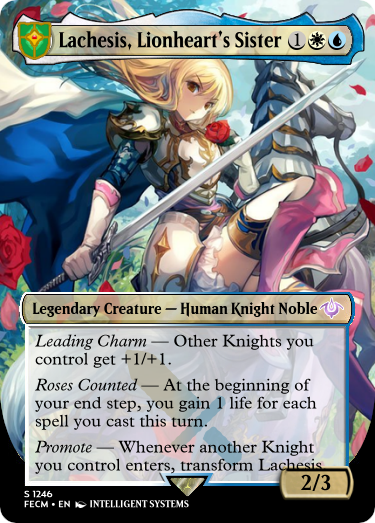 Lachesis, Lionheart's Sister 1
Legendary Creature — Human Knight Noble
Leading Charm — Other Knights you
control get +1/+1.
Roses Counted — At the beginning of
your end step, you gain 1 life for each
spell you cast this turn.
Promote — Whenever another Knight
you control enters, transform Lachesis
2/3
S 1246
FECM • EN INTELLIGENT SYSTEMS